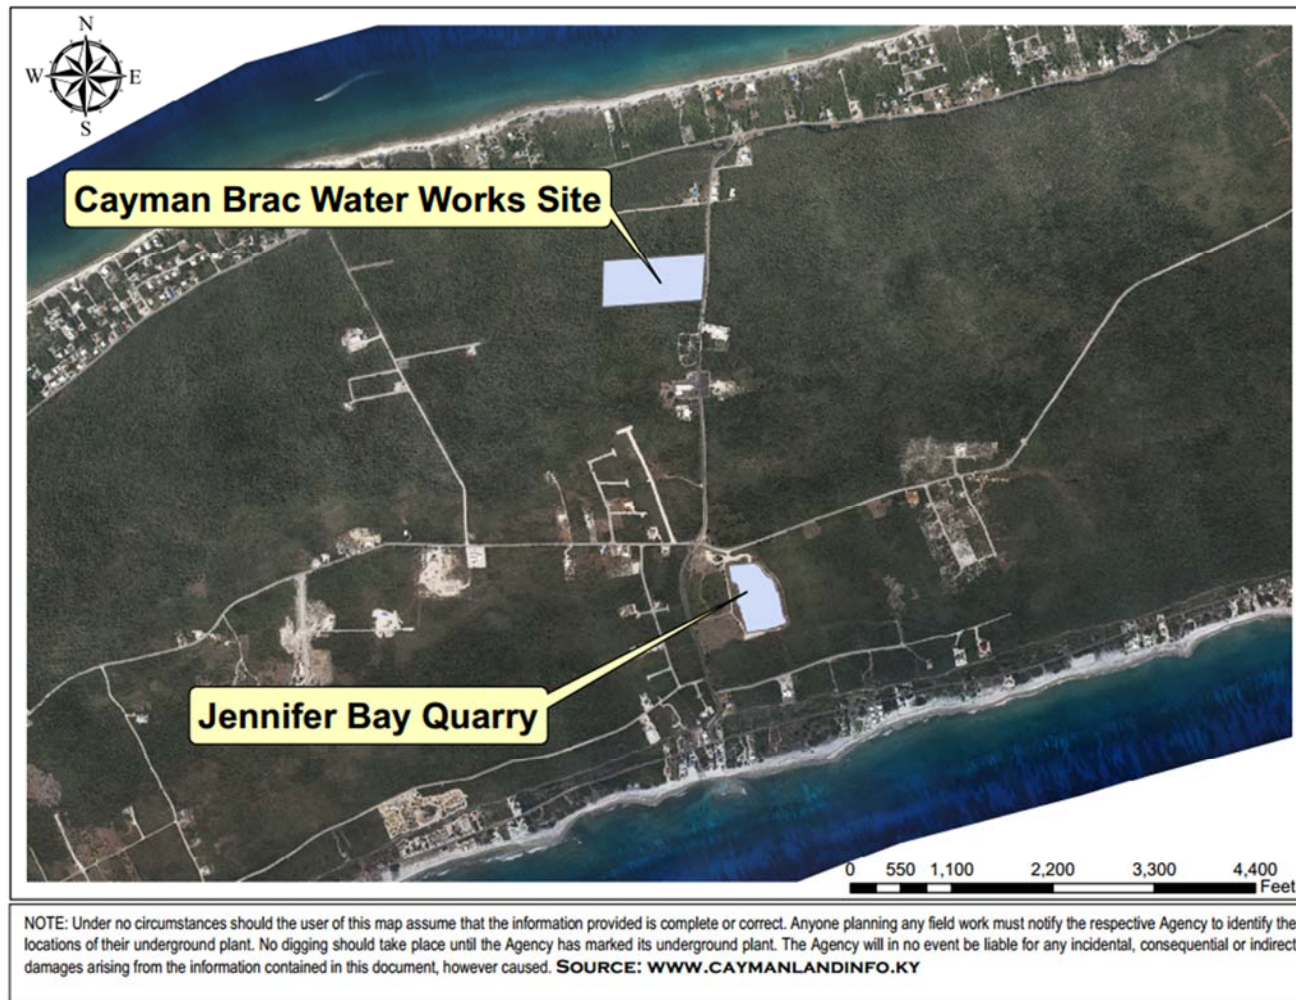 N
W E
S
Cayman Brac Water Works Site
Jennifer Bay Quarry
0 550 1,100 2,200 3,300 4,400
Feet
NOTE: Under no circumstances should the user of this map assume that the information provided is complete or correct. Anyone planning any field work must notify the respective Agency to identify the
locations of their underground plant. No digging should take place until the Agency has marked its underground plant. The Agency will in no event be liable for any incidental, consequential or indirect
damages arising from the information contained in this document, however caused. SOURCE: WWW.CAYMANLANDINFO.KY